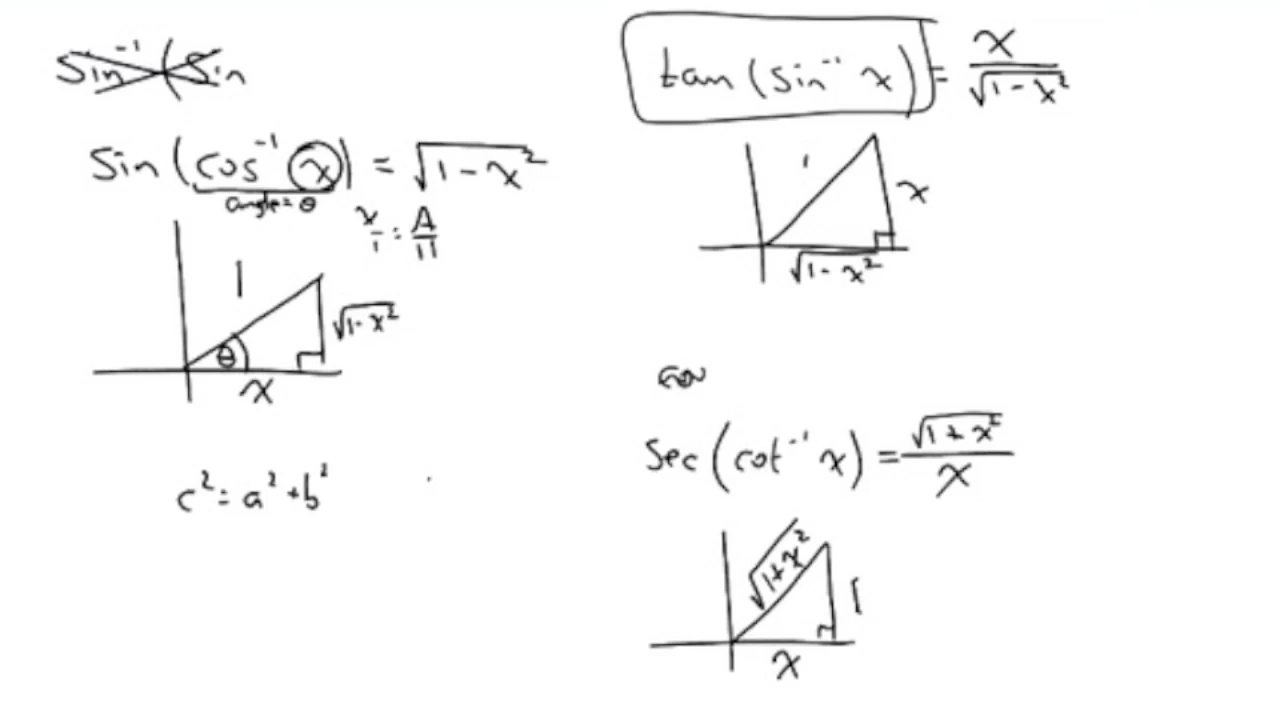 sin⁻¹(Sin
Sin(cos⁻¹ x) = √1-x²
angle = θ
x/1 = A/H
1
√1-x²
θ
x
c² = a² + b²
tan(sin⁻¹ x) = x/√1-x²
1
x
√1-x²
Sec(cot⁻¹ x) = √1+x²/x
√1+x²
1
x